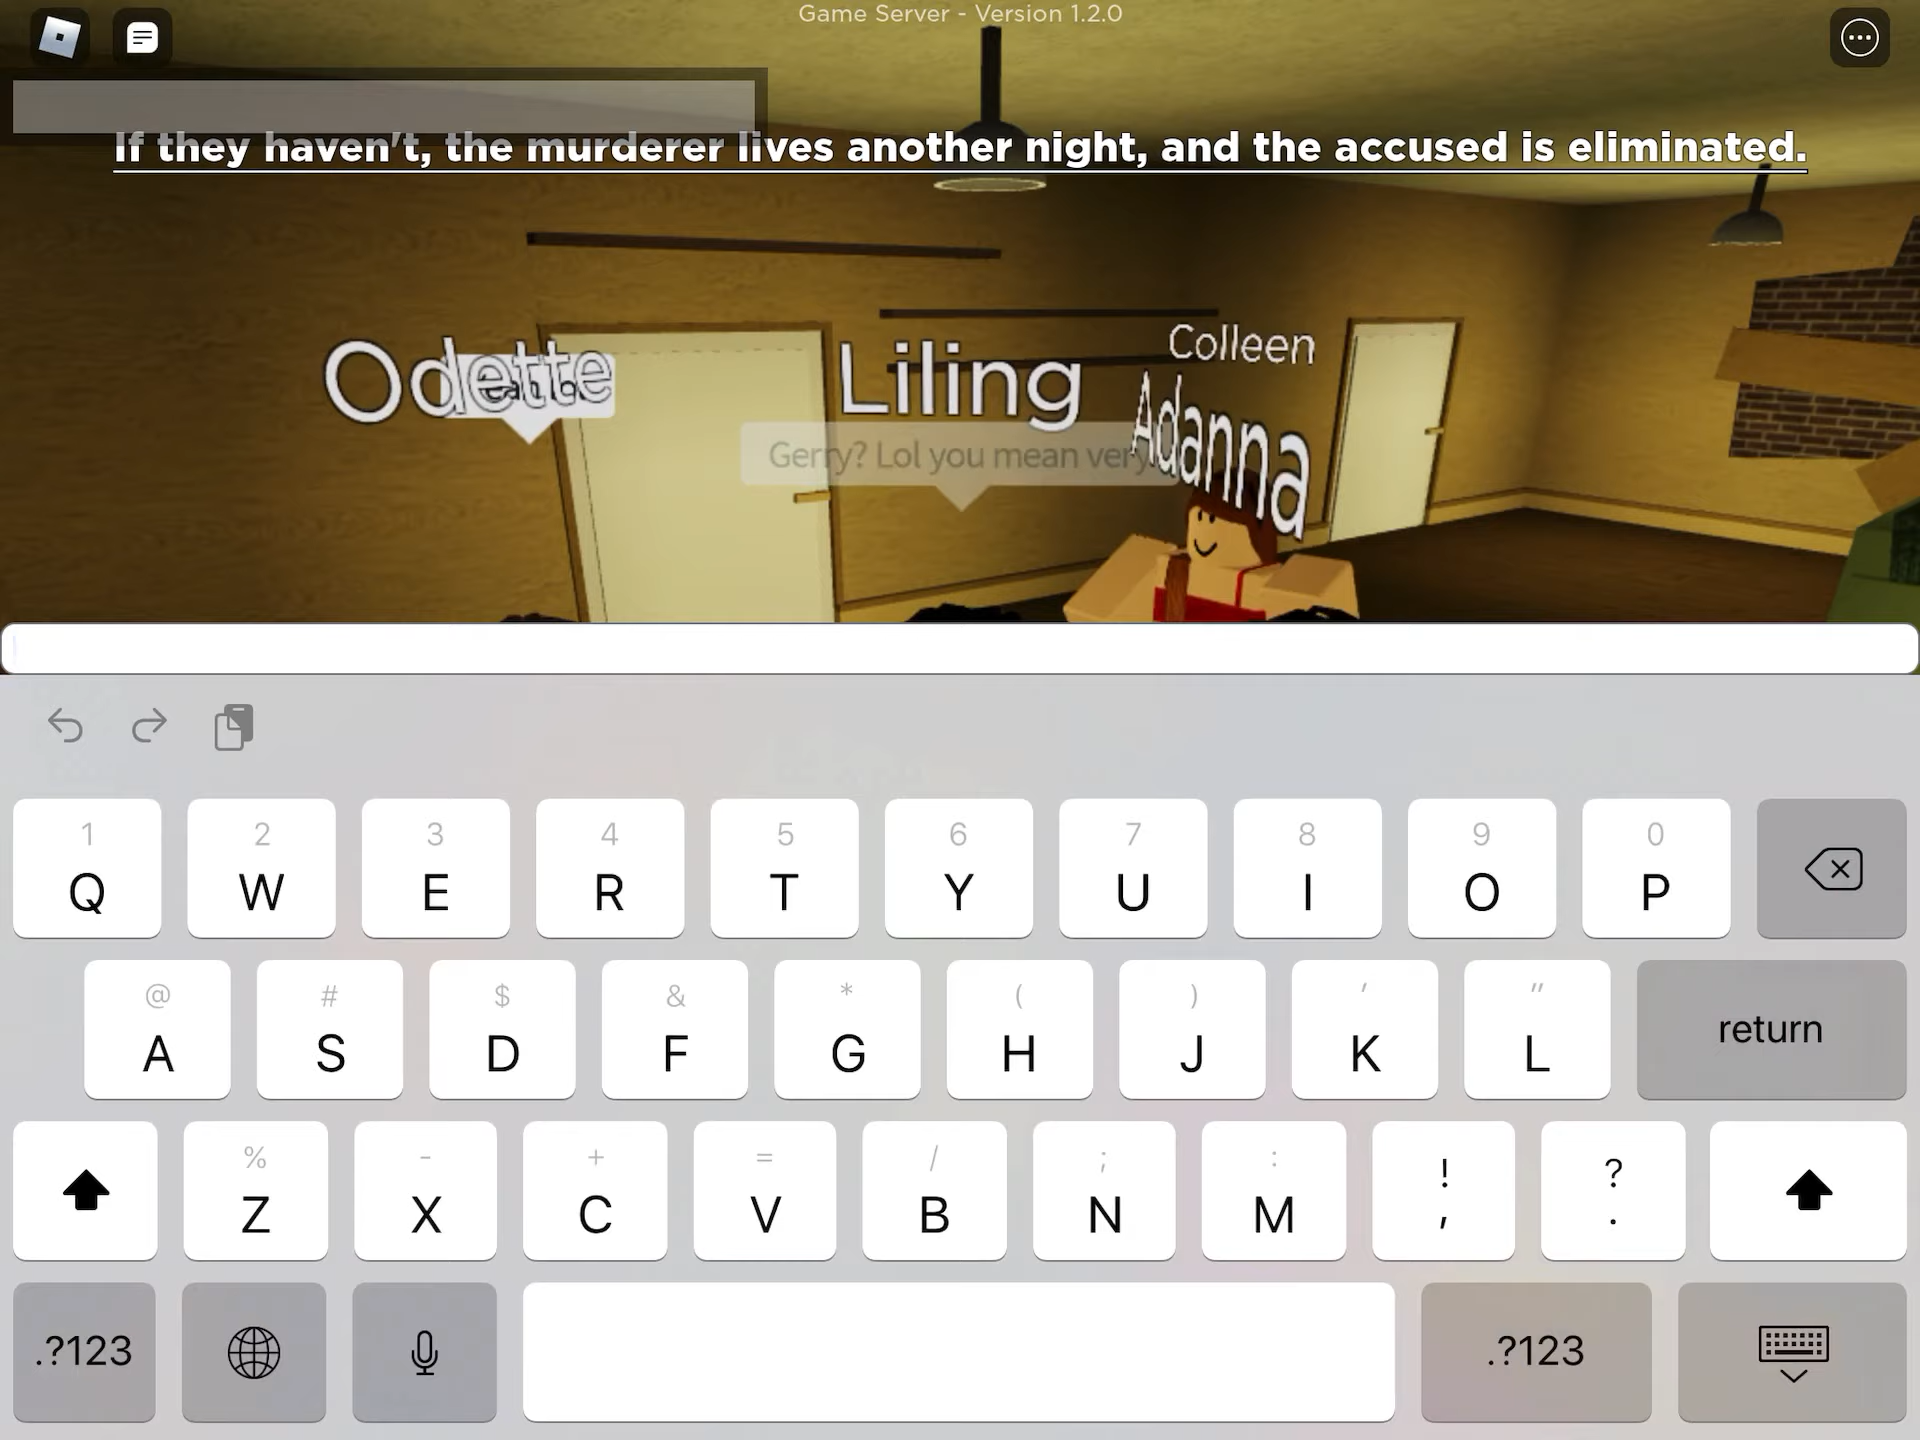 Game Server - Version 1.2.0
If they haven't, the murderer lives another night, and the accused is eliminated.
Colleen
Odette
Liling
Adanna
Gerry? Lol you mean very
1 2 3 4 5 6 7 8 9 0
Q W E R T Y U I O P
@ # $ & * ( ) ' "
A S D F G H J K L return
% - + = / ; : ! ?
Z X C V B N M , .
.?123 .?123